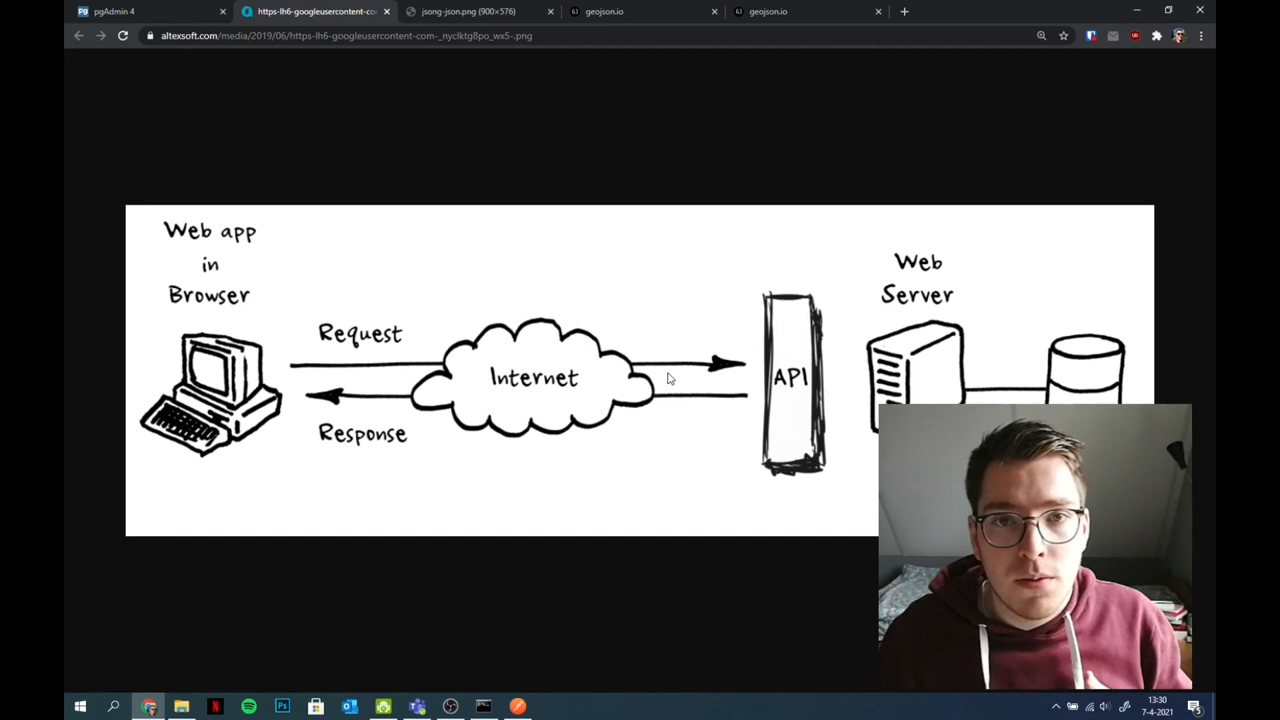 pgAdmin 4
https-lh6-googleusercontent-co
jsong-json.png (900×576)
geojson.io
geojson.io
altexsoft.com/media/2019/06/https-lh6-googleusercontent-com-_nyclktg8po_wx5-.png
Web app
in
Browser
Request
Internet
Response
API
Web
Server
13:30
7-4-2021